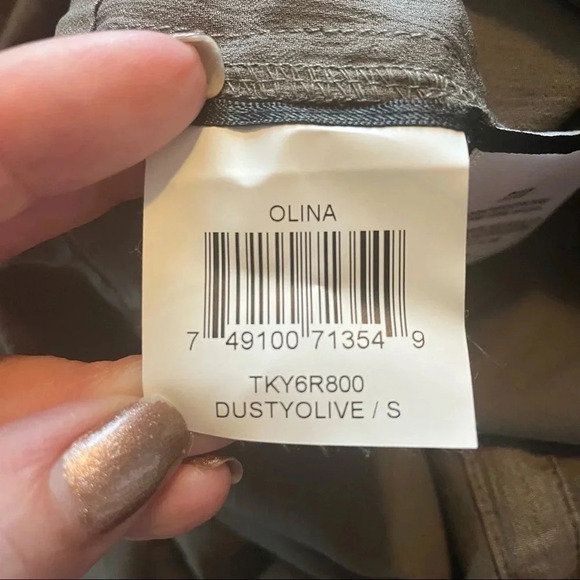 OLINA
7 49100 71354 9
TKY6R800
DUSTYOLIVE / S